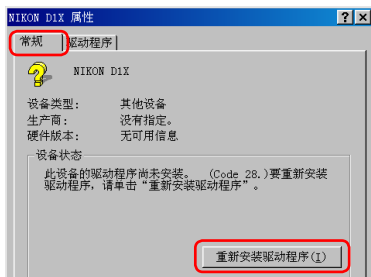 NIKON D1X 属性
常规 驱动程序
NIKON D1X
设备类型: 其他设备
生产商: 没有指定。
硬件版本: 无可用信息
设备状态
此设备的驱动程序尚未安装。 (Code 28.)要重新安装
驱动程序，请单击“重新安装驱动程序”。
重新安装驱动程序(I)